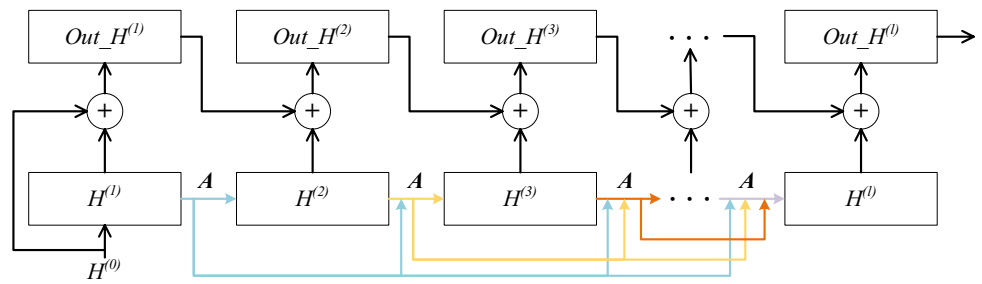 Out_H^(1) Out_H^(2) Out_H^(3) . . . Out_H^(l)
+ + + + +
H^(1) A H^(2) A H^(3) A . . . A H^(l)
H^(0)